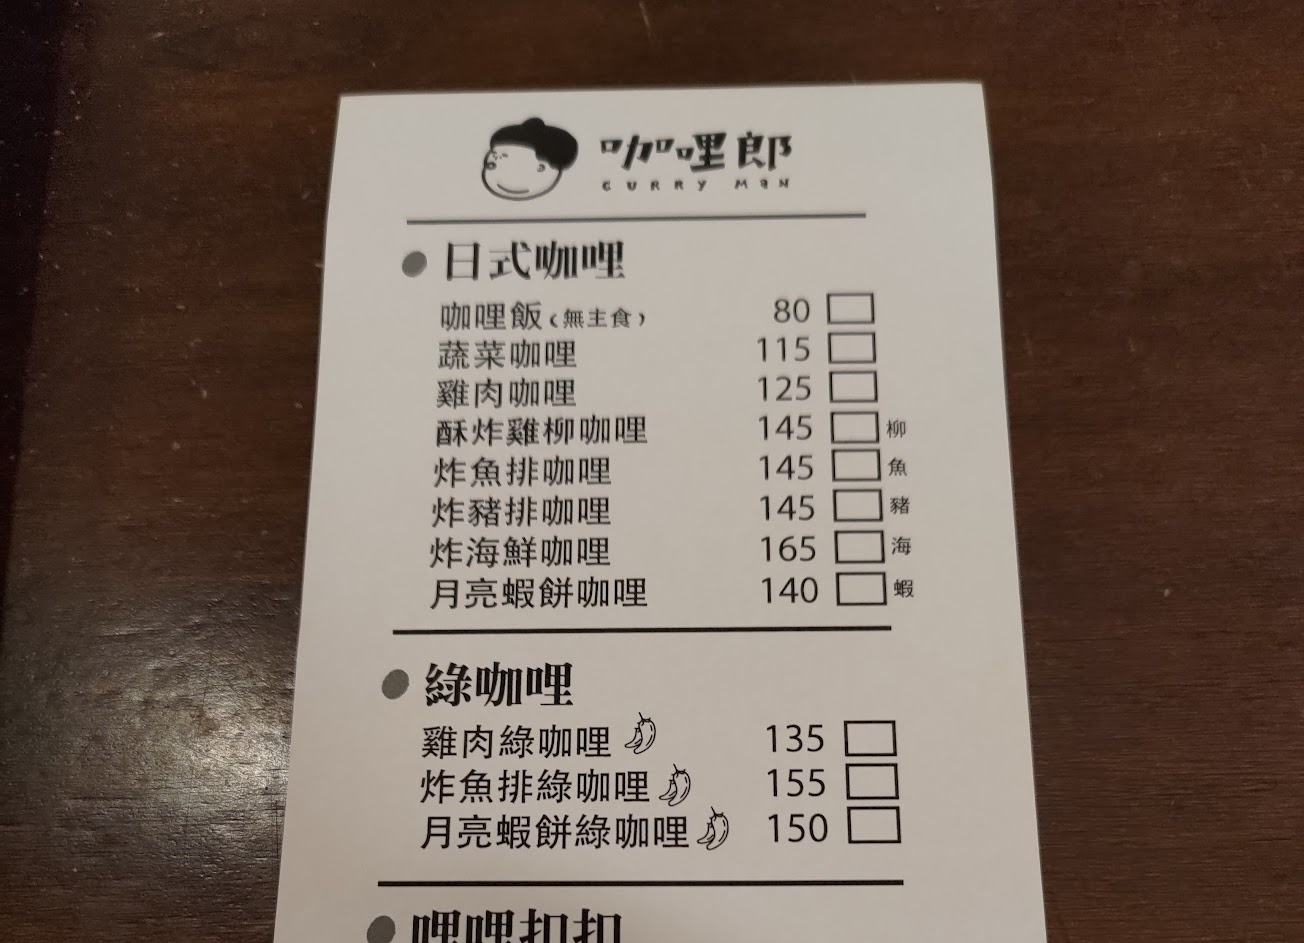 咖哩郎
CURRY MAN
日式咖哩
咖哩飯(無主食) 80
蔬菜咖哩 115
雞肉咖哩 125
酥炸雞柳咖哩 145 柳
炸魚排咖哩 145 魚
炸豬排咖哩 145 豬
炸海鮮咖哩 165 海
月亮蝦餅咖哩 140 蝦
綠咖哩
雞肉綠咖哩 135
炸魚排綠咖哩 155
月亮蝦餅綠咖哩 150
哩哩扣扣